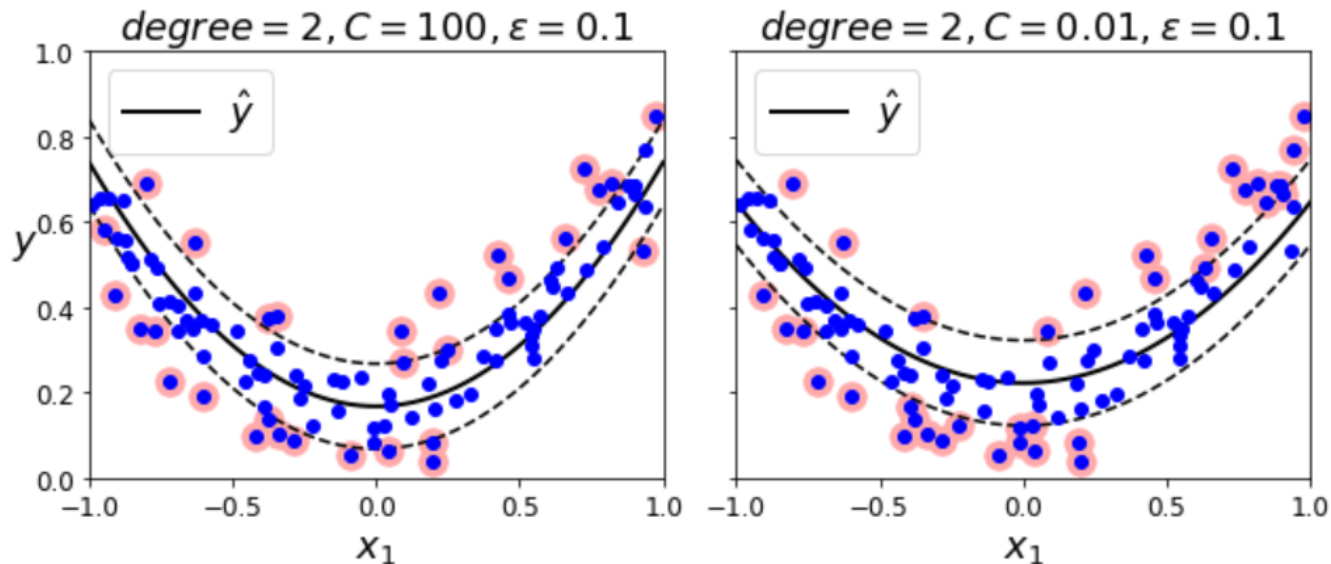 degree = 2, C = 100, ε = 0.1
degree = 2, C = 0.01, ε = 0.1
1.0
0.8
0.6
0.4
0.2
0.0
y
ŷ
ŷ
−1.0
−0.5
0.0
0.5
1.0
−1.0
−0.5
0.0
0.5
1.0
x₁
x₁